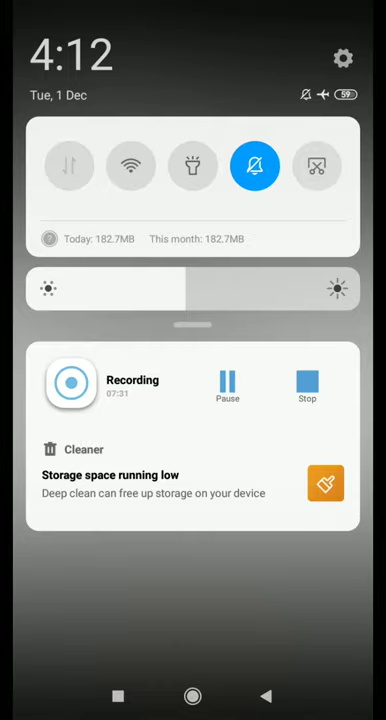 4:12
Tue, 1 Dec
59
Today: 182.7MB This month: 182.7MB
Recording
07:31
Pause
Stop
Cleaner
Storage space running low
Deep clean can free up storage on your device